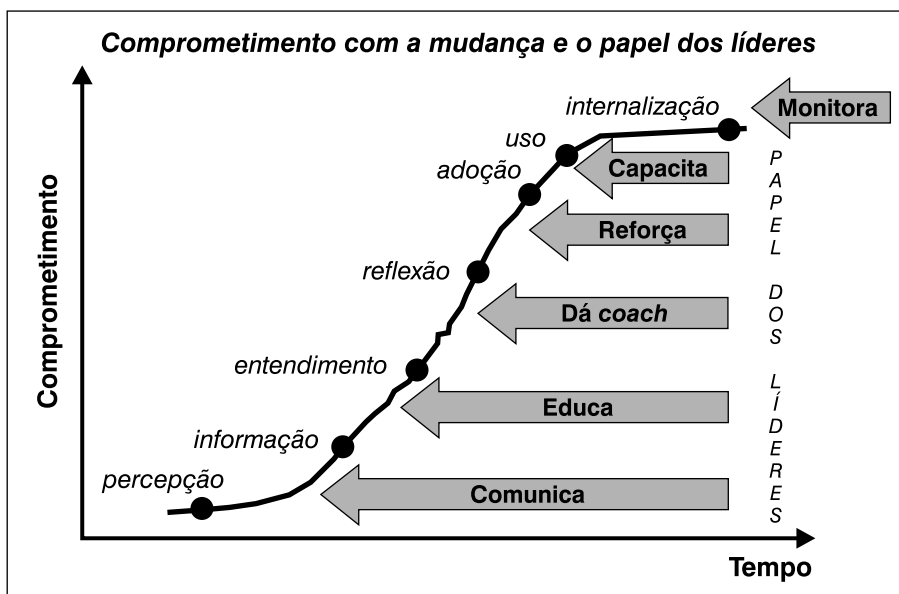 Comprometimento com a mudança e o papel dos líderes
internalização
Monitora
uso
Capacita
adoção
Reforça
reflexão
Dá coach
entendimento
Educa
informação
Comunica
percepção
PAPEL DOS LÍDERES
Comprometimento
Tempo